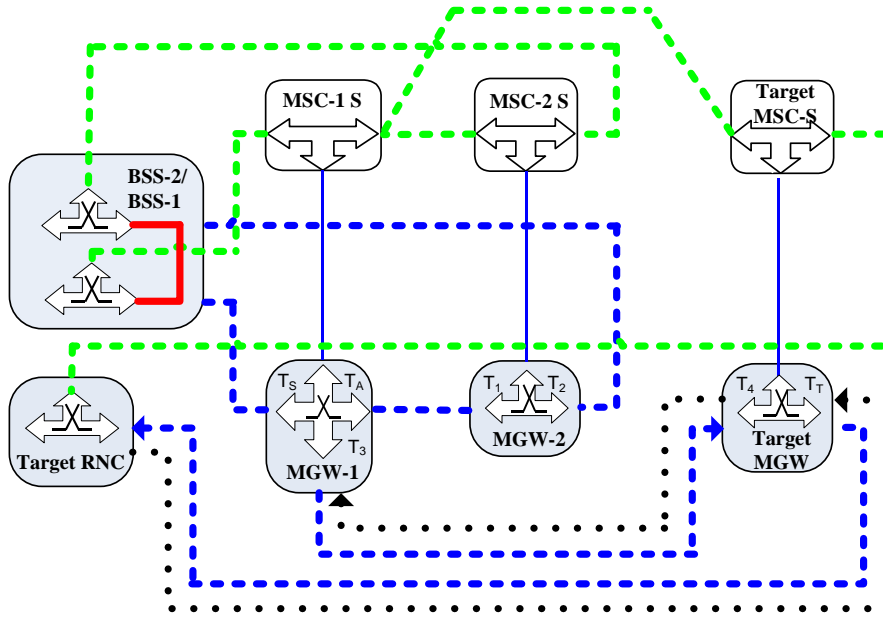 MSC-1 S
MSC-2 S
Target
MSC-S
BSS-2/
BSS-1
TS
TA
T3
MGW-1
T1
T2
MGW-2
T4
TT
Target
MGW
Target RNC